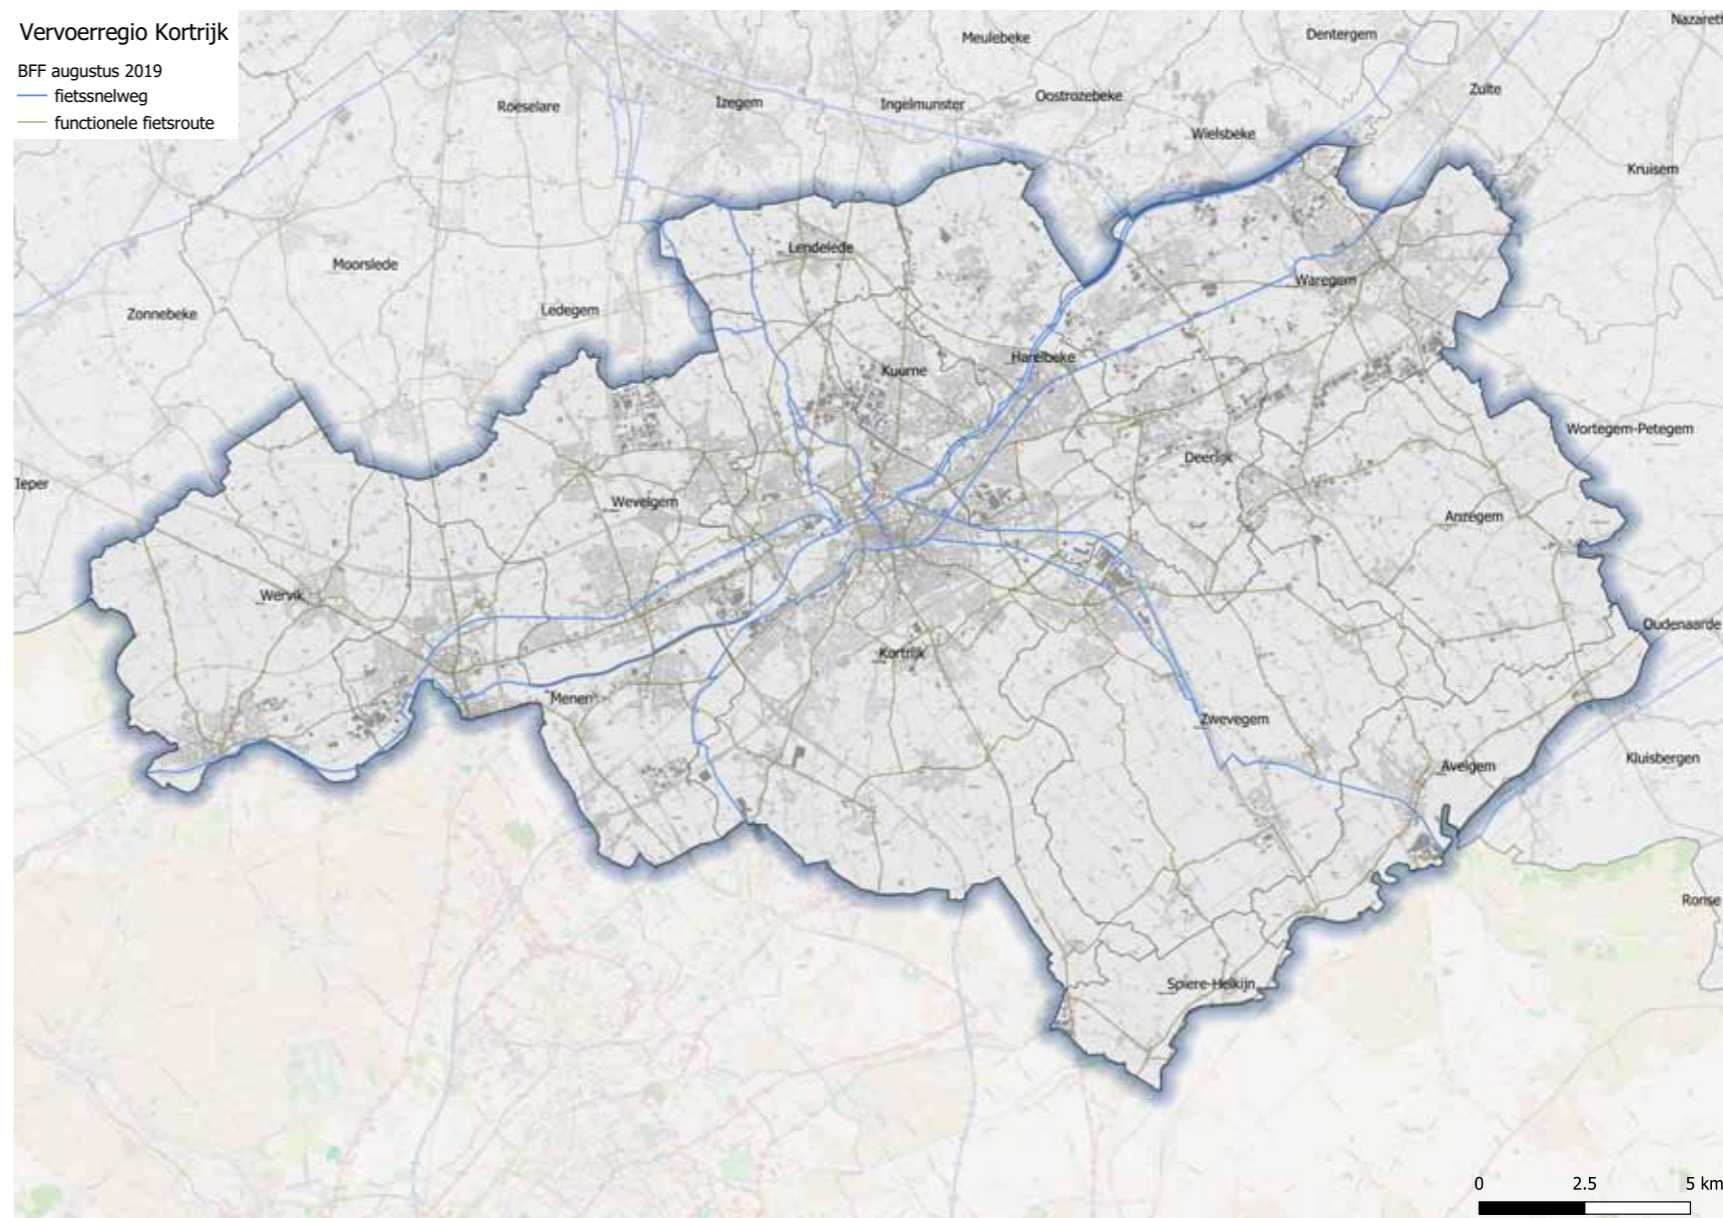 Vervoerregio Kortrijk
BFF augustus 2019
fietssnelweg
functionele fietsroute
Nazareth
Meulebeke
Dentergem
Zulte
Roeselare
Izegem
Ingelmunster
Oostrozebeke
Wielsbeke
Kruisem
Lendelede
Moorslede
Waregem
Zonnebeke
Ledegem
Harelbeke
Kuurne
Wortegem-Petegem
Deerlijk
Ieper
Wevelgem
Anzegem
Wervik
Oudenaarde
Kortrijk
Menen
Zwevegem
Kluisbergen
Avelgem
Ronse
Spiere-Helkijn
0 2.5 5 km